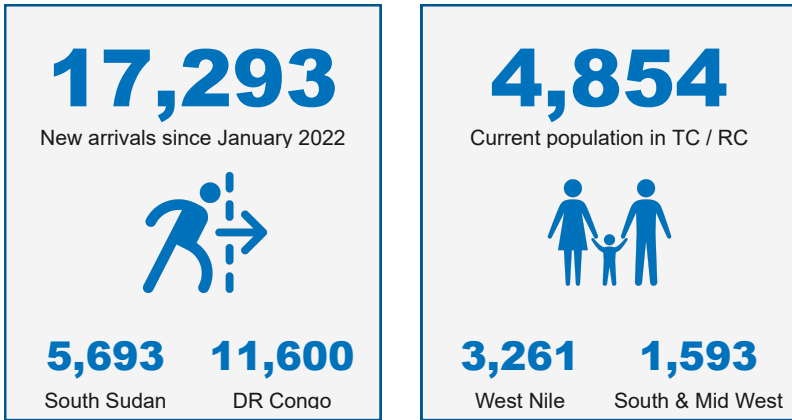 17,293
New arrivals since January 2022
5,693 11,600
South Sudan DR Congo
4,854
Current population in TC / RC
3,261 1,593
West Nile South & Mid West